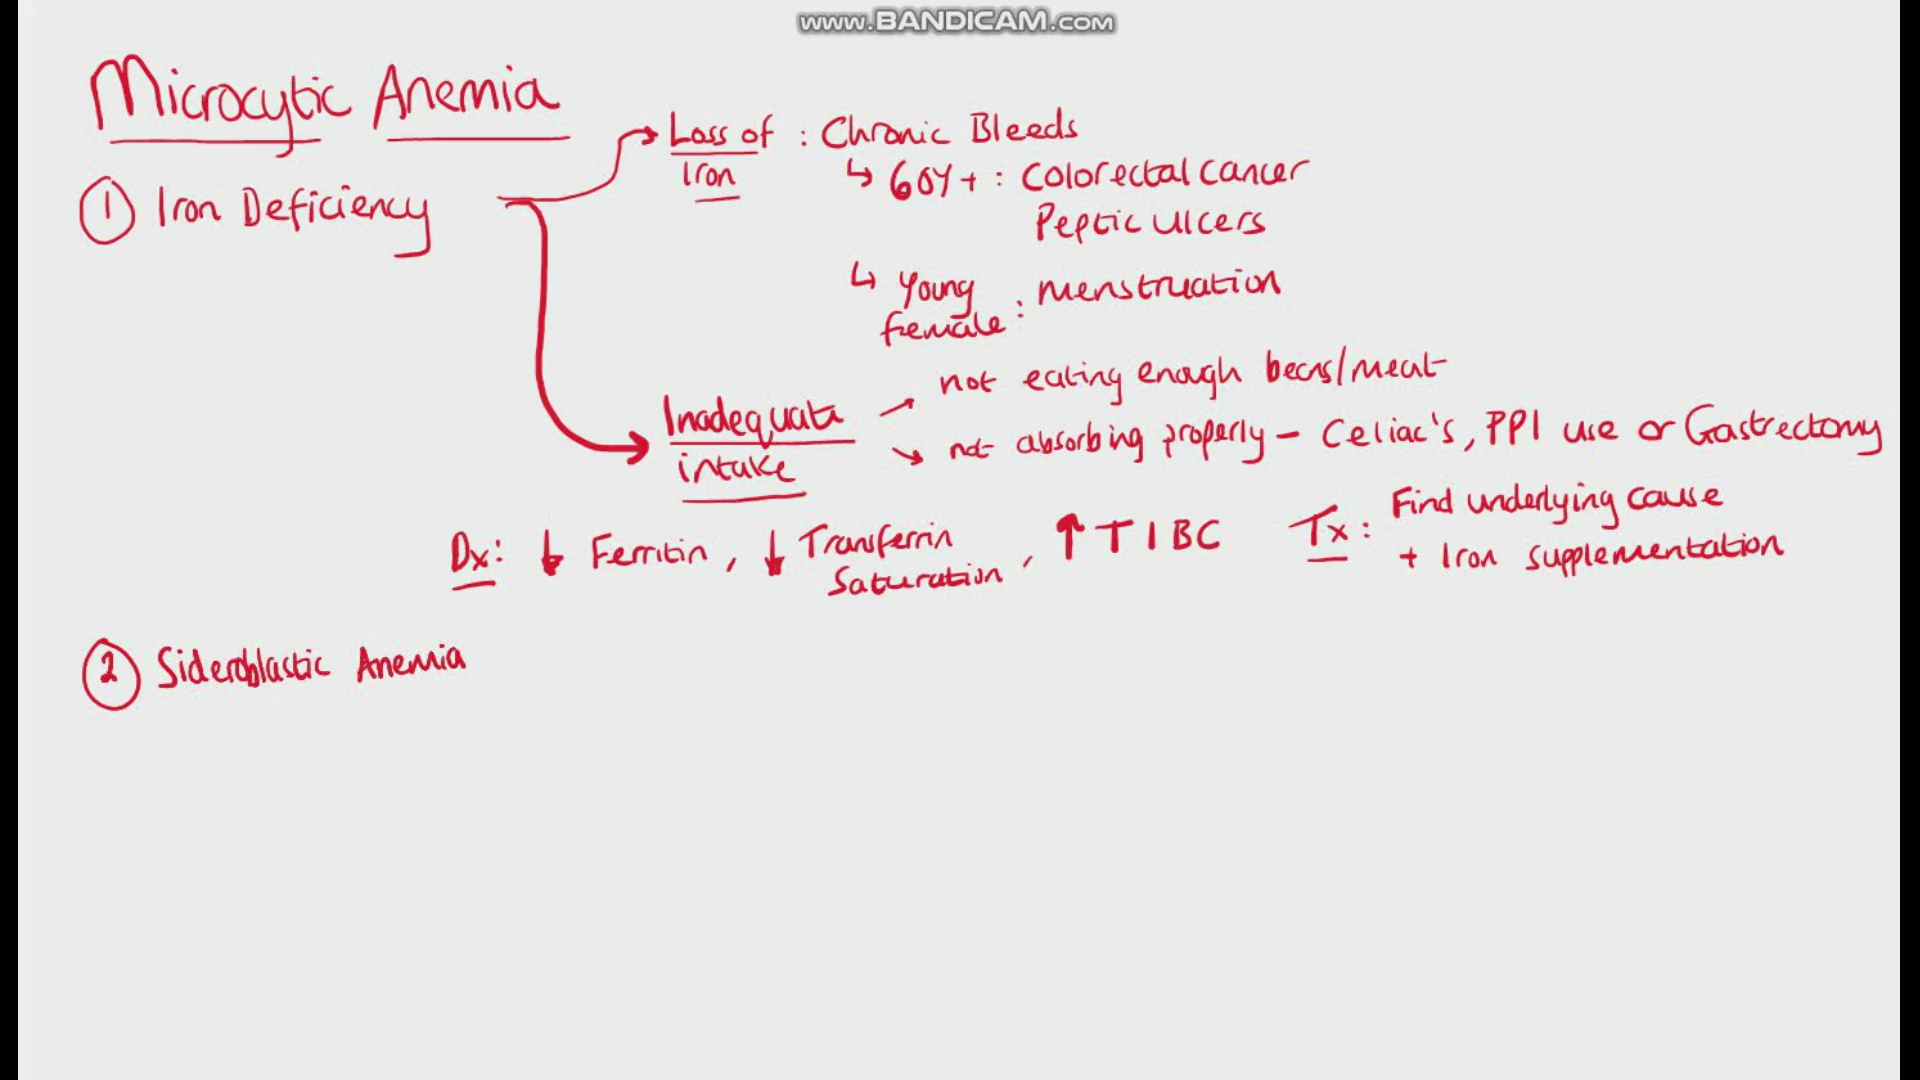 www.BANDICAM.com
Microcytic Anemia
① Iron Deficiency
Loss of : Chronic Bleeds
Iron
↳ 60Y+ : Colorectal cancer
Peptic Ulcers
↳ Young : menstruation
female
Inadequate
intake
not eating enough beans/meat
not absorbing properly - Celiac's, PPI use or Gastrectomy
Dx: ↓ Ferritin, ↓ Transferrin Saturation, ↑ TIBC
Tx: Find underlying cause
+ Iron supplementation
② Sideroblastic Anemia